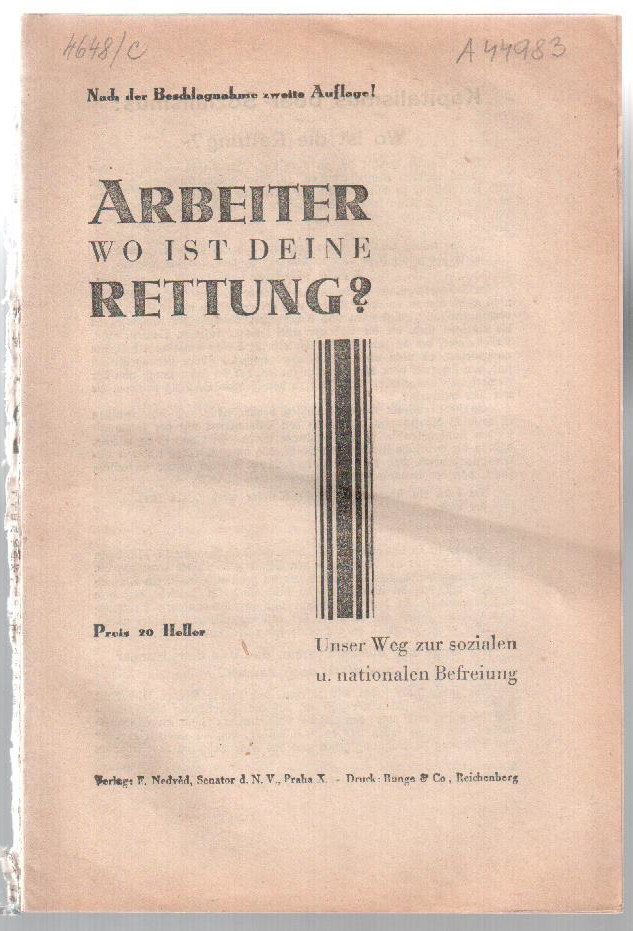 4648/C
A 44983
Nach der Beschlagnahme zweite Auflage!
ARBEITER
WO IST DEINE
RETTUNG?
Preis 20 Heller
Unser Weg zur sozialen
u. nationalen Befreiung
Verlag: F. Nedvěd, Senator d. N. V., Praha X. – Druck: Runge & Co, Reichenberg